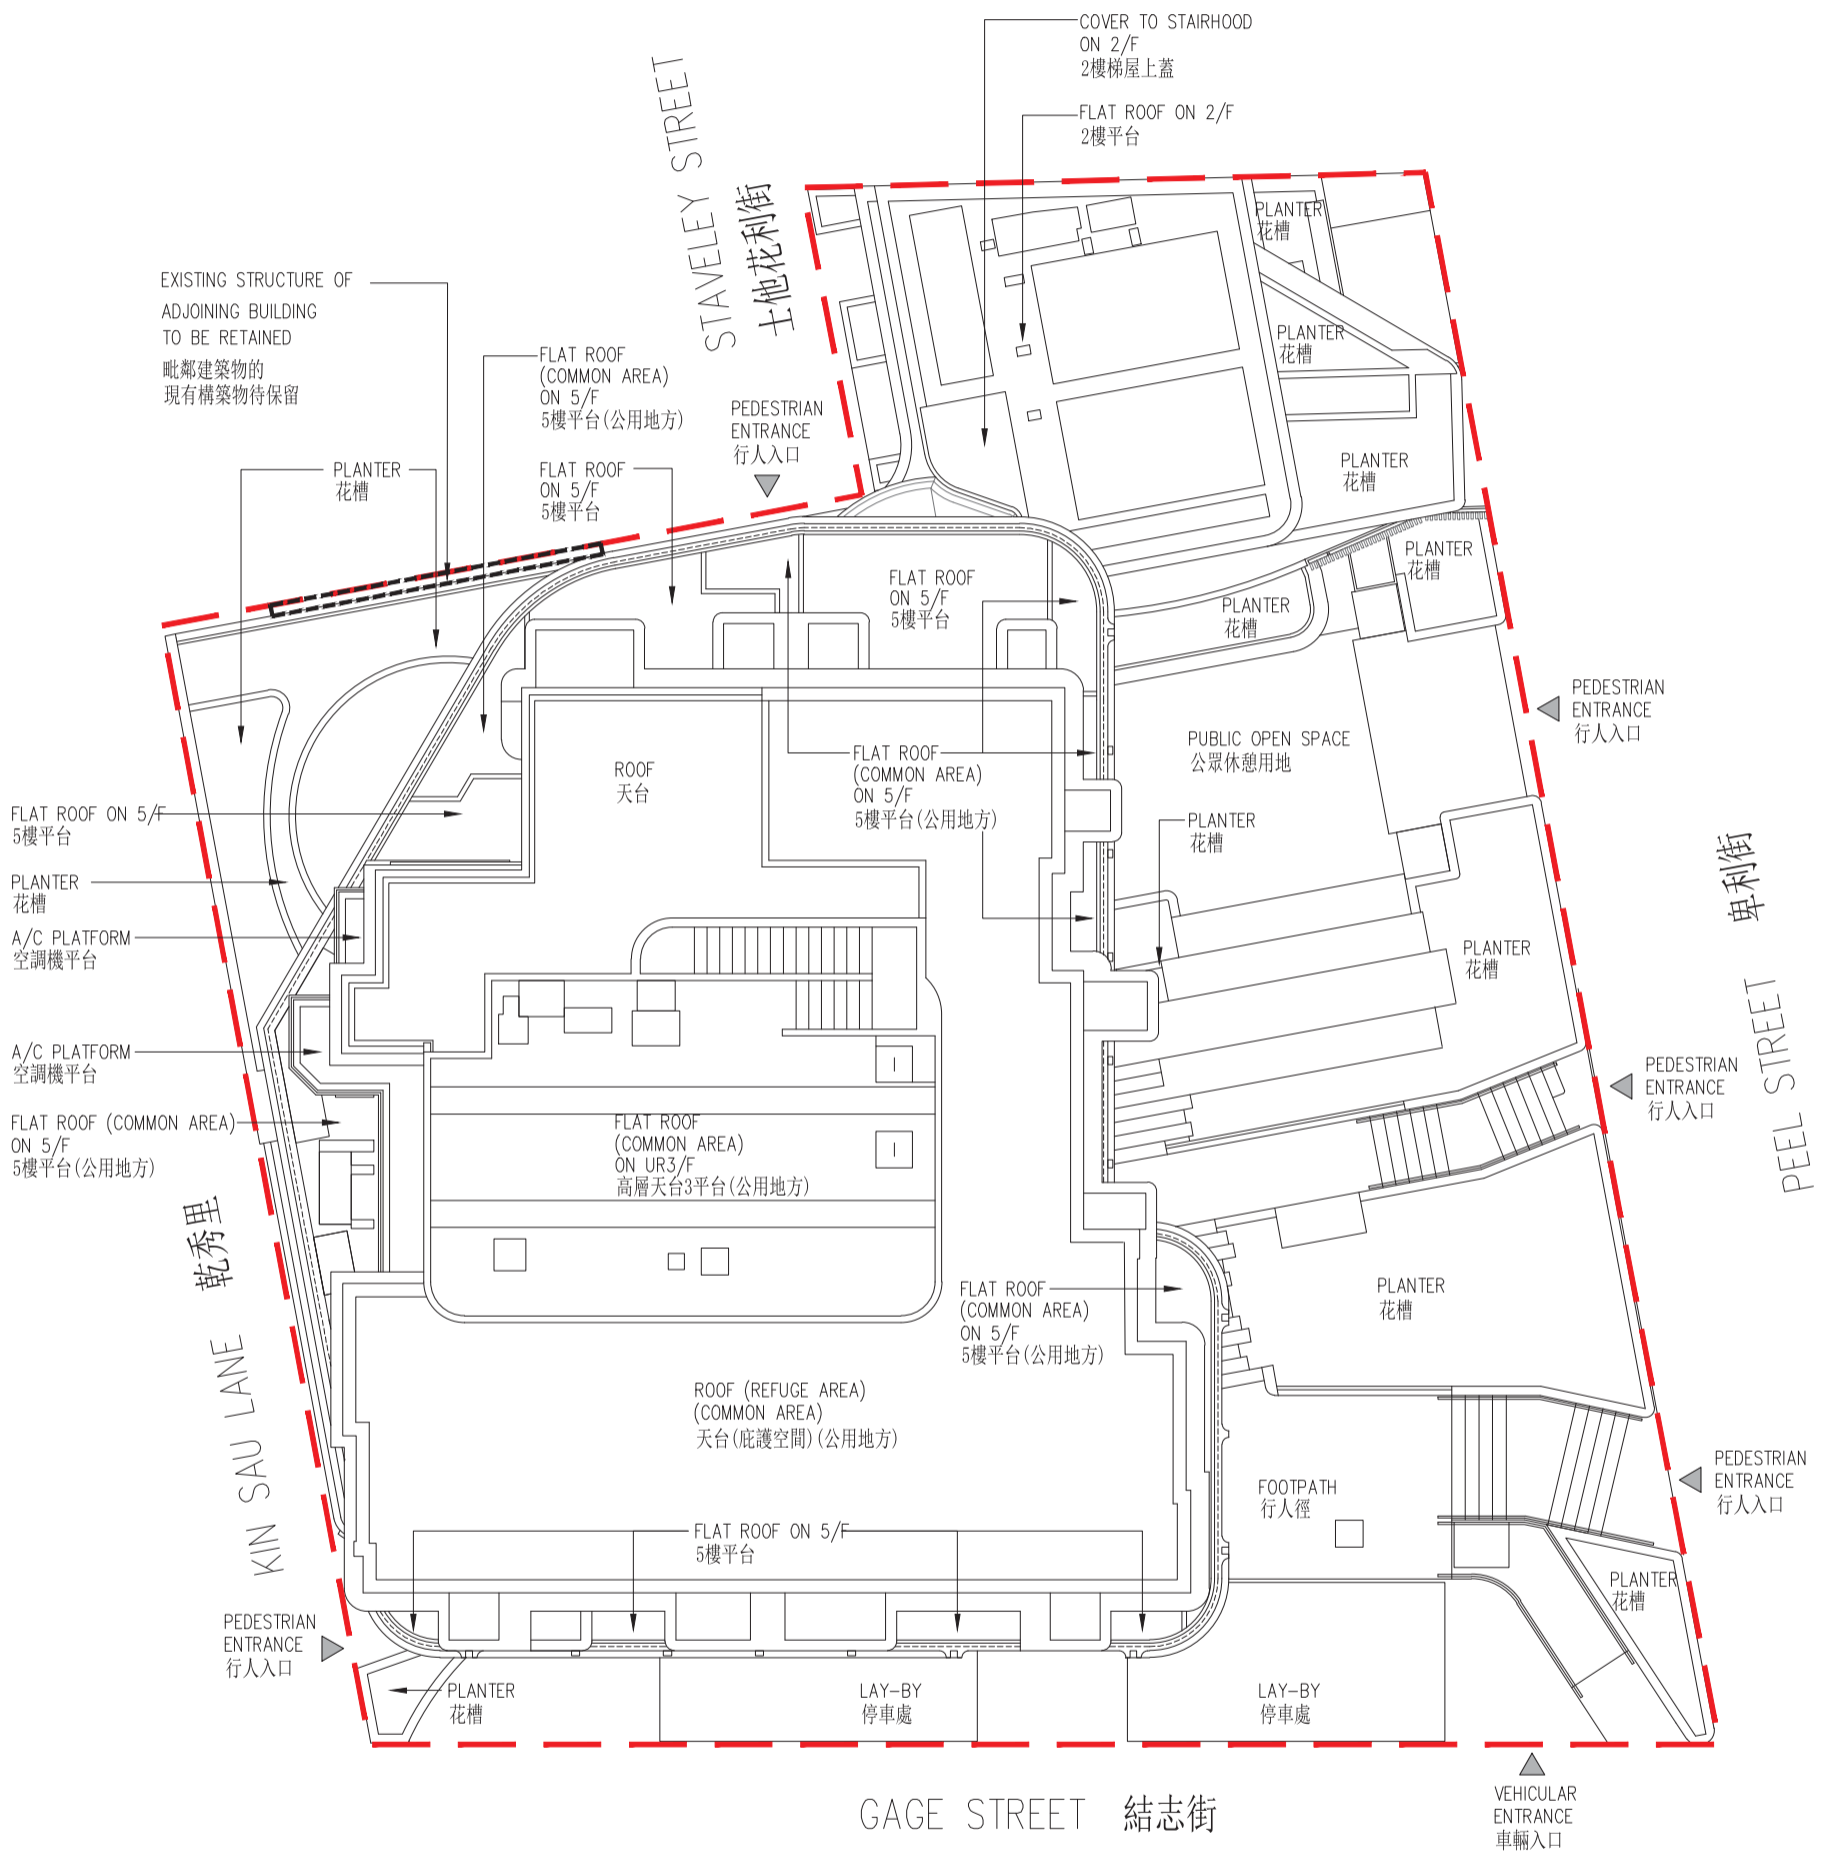 COVER TO STAIRHOOD
ON 2/F
2樓梯屋上蓋
FLAT ROOF ON 2/F
2樓平台
STAVELEY STREET
士他花利街
PLANTER
花槽
EXISTING STRUCTURE OF
ADJOINING BUILDING
TO BE RETAINED
毗鄰建築物的
現有構築物待保留
PLANTER
花槽
FLAT ROOF
(COMMON AREA)
ON 5/F
5樓平台(公用地方)
PEDESTRIAN
ENTRANCE
行人入口
PLANTER
花槽
FLAT ROOF
ON 5/F
5樓平台
PLANTER
花槽
PLANTER
花槽
FLAT ROOF
ON 5/F
5樓平台
PLANTER
花槽
PEDESTRIAN
ENTRANCE
行人入口
PUBLIC OPEN SPACE
公眾休憩用地
FLAT ROOF
(COMMON AREA)
ON 5/F
5樓平台(公用地方)
ROOF
天台
FLAT ROOF ON 5/F
5樓平台
PLANTER
花槽
PLANTER
花槽
卑利街
PEEL STREET
A/C PLATFORM
空調機平台
PLANTER
花槽
A/C PLATFORM
空調機平台
PEDESTRIAN
ENTRANCE
行人入口
FLAT ROOF (COMMON AREA)
ON 5/F
5樓平台(公用地方)
FLAT ROOF
(COMMON AREA)
ON UR3/F
高層天台3平台(公用地方)
乾秀里
KIN SAU LANE
FLAT ROOF
(COMMON AREA)
ON 5/F
5樓平台(公用地方)
PLANTER
花槽
ROOF (REFUGE AREA)
(COMMON AREA)
天台(庇護空間)(公用地方)
PEDESTRIAN
ENTRANCE
行人入口
FOOTPATH
行人徑
FLAT ROOF ON 5/F
5樓平台
PLANTER
花槽
PEDESTRIAN
ENTRANCE
行人入口
PLANTER
花槽
LAY-BY
停車處
LAY-BY
停車處
GAGE STREET 結志街
VEHICULAR
ENTRANCE
車輛入口